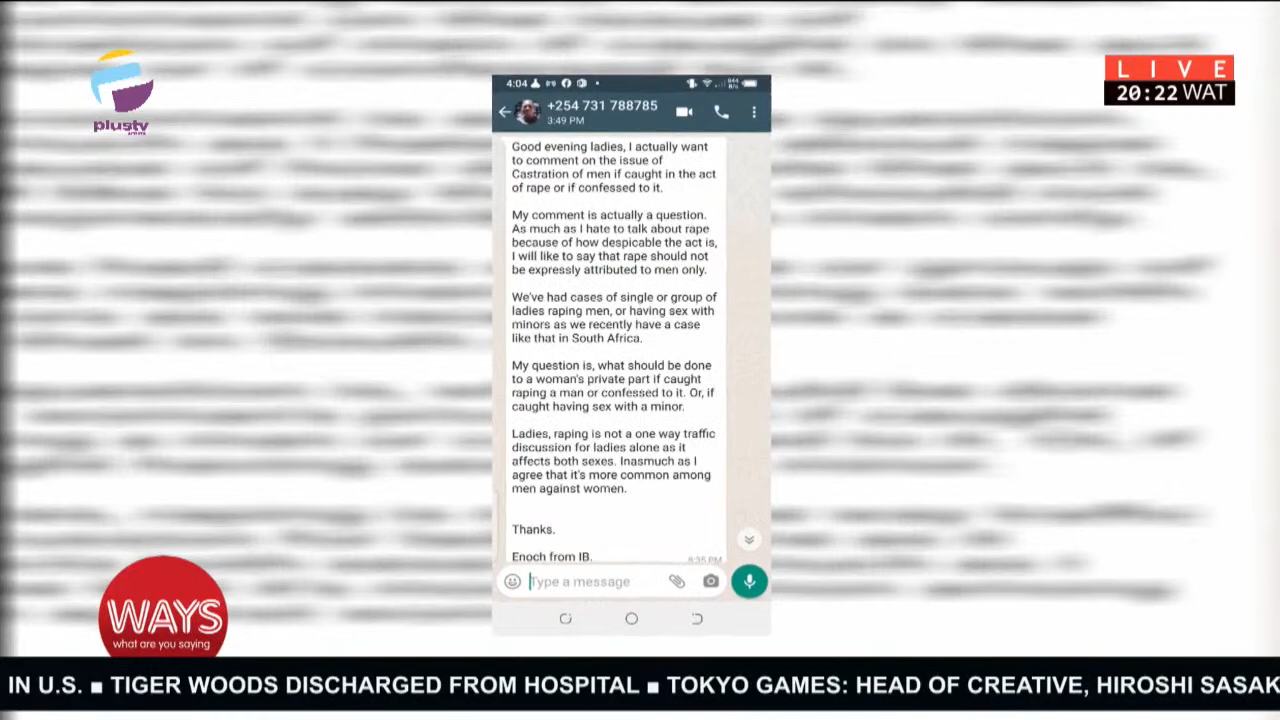 plustv
LIVE
20:22 WAT
4:04
+254 731 788785
3:49 PM
Good evening ladies, I actually want
to comment on the issue of
Castration of men if caught in the act
of rape or if confessed to it.
My comment is actually a question.
As much as I hate to talk about rape
because of how despicable the act is,
I will like to say that rape should not
be expressly attributed to men only.
We've had cases of single or group of
ladies raping men, or having sex with
minors as we recently have a case
like that in South Africa.
My question is, what should be done
to a woman's private part if caught
raping a man or confessed to it. Or, if
caught having sex with a minor.
Ladies, raping is not a one way traffic
discussion for ladies alone as it
affects both sexes. Inasmuch as I
agree that it's more common among
men against women.
Thanks.
Enoch from IB.
8:35 PM
Type a message
WAYS
what are you saying
IN U.S. ■ TIGER WOODS DISCHARGED FROM HOSPITAL ■ TOKYO GAMES: HEAD OF CREATIVE, HIROSHI SASAK